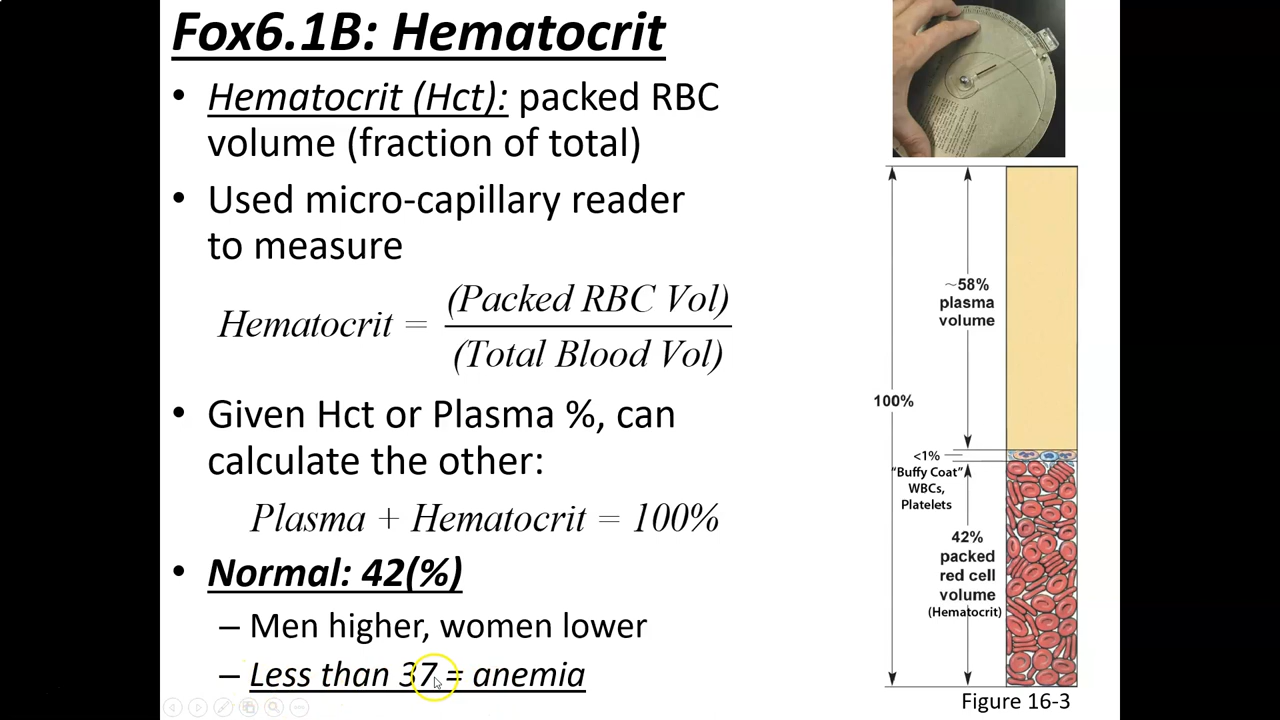 Fox6.1B: Hematocrit
• Hematocrit (Hct): packed RBC
volume (fraction of total)
• Used micro-capillary reader
to measure
Hematocrit = (Packed RBC Vol)
(Total Blood Vol)
• Given Hct or Plasma %, can
calculate the other:
Plasma + Hematocrit = 100%
• Normal: 42(%)
– Men higher, women lower
– Less than 37 = anemia
~58%
plasma
volume
100%
<1%
"Buffy Coat"
WBCs,
Platelets
42%
packed
red cell
volume
(Hematocrit)
Figure 16-3